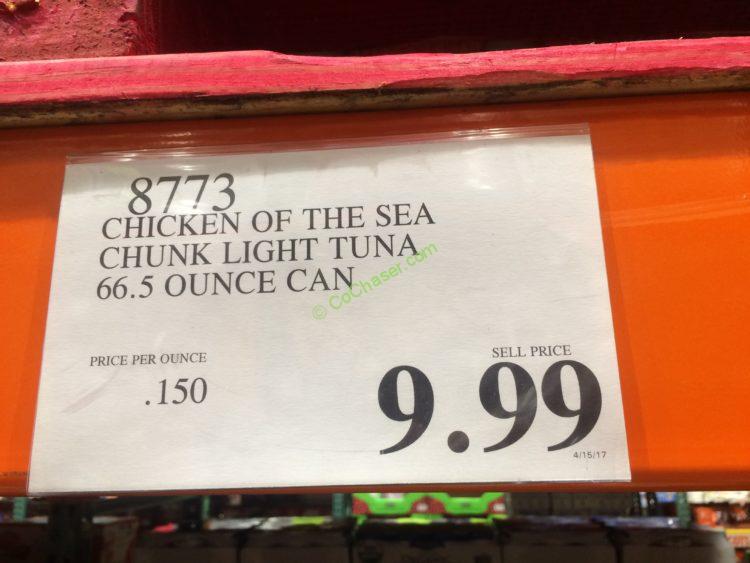 8773
CHICKEN OF THE SEA
CHUNK LIGHT TUNA
66.5 OUNCE CAN
© CoChaser.com
PRICE PER OUNCE
.150
SELL PRICE
9.99
4/15/17